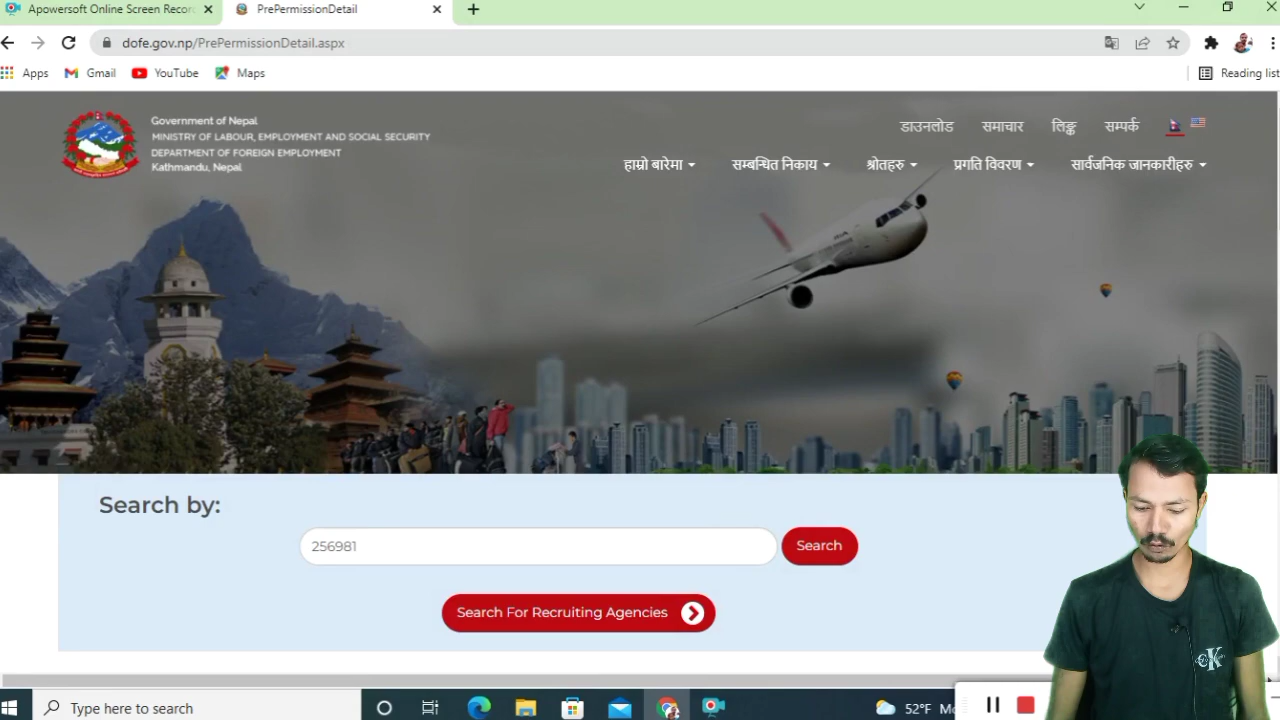 Apowersoft Online Screen Recor
PrePermissionDetail
dofe.gov.np/PrePermissionDetail.aspx
Apps
Gmail
YouTube
Maps
Reading list
Government of Nepal
MINISTRY OF LABOUR, EMPLOYMENT AND SOCIAL SECURITY
DEPARTMENT OF FOREIGN EMPLOYMENT
Kathmandu, Nepal
डाउनलोड समाचार लिङ्क सम्पर्क
हाम्रो बारेमा सम्बन्धित निकाय श्रोतहरु प्रगति विवरण सार्वजनिक जानकारीहरु
Search by:
256981
Search
Search For Recruiting Agencies
CK
Type here to search
52°F